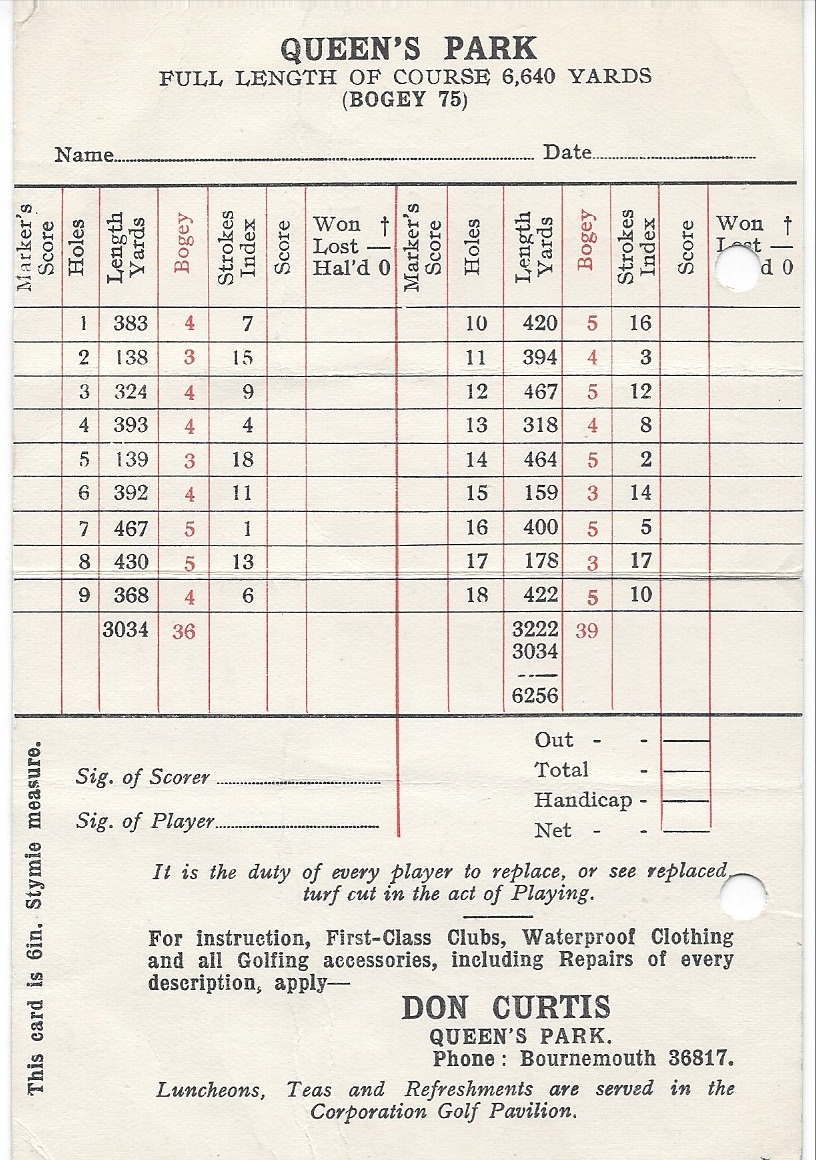 QUEEN'S PARK
FULL LENGTH OF COURSE 6,640 YARDS
(BOGEY 75)
Name Date
Marker's Score Holes Length Yards Bogey Strokes Index Score Won † Lost — Hal'd 0 Marker's Score Holes Length Yards Bogey Strokes Index Score Won † Lost — d 0
1 383 4 7 10 420 5 16
2 138 3 15 11 394 4 3
3 324 4 9 12 467 5 12
4 393 4 4 13 318 4 8
5 139 3 18 14 464 5 2
6 392 4 11 15 159 3 14
7 467 5 1 16 400 5 5
8 430 5 13 17 178 3 17
9 368 4 6 18 422 5 10
3034 36 3222 39
3034
6256
Out - -
Total -
Handicap -
Net - -
Sig. of Scorer
Sig. of Player
This card is 6in. Stymie measure.
It is the duty of every player to replace, or see replaced,
turf cut in the act of Playing.
For instruction, First-Class Clubs, Waterproof Clothing
and all Golfing accessories, including Repairs of every
description, apply—
DON CURTIS
QUEEN'S PARK.
Phone: Bournemouth 36817.
Luncheons, Teas and Refreshments are served in the
Corporation Golf Pavilion.